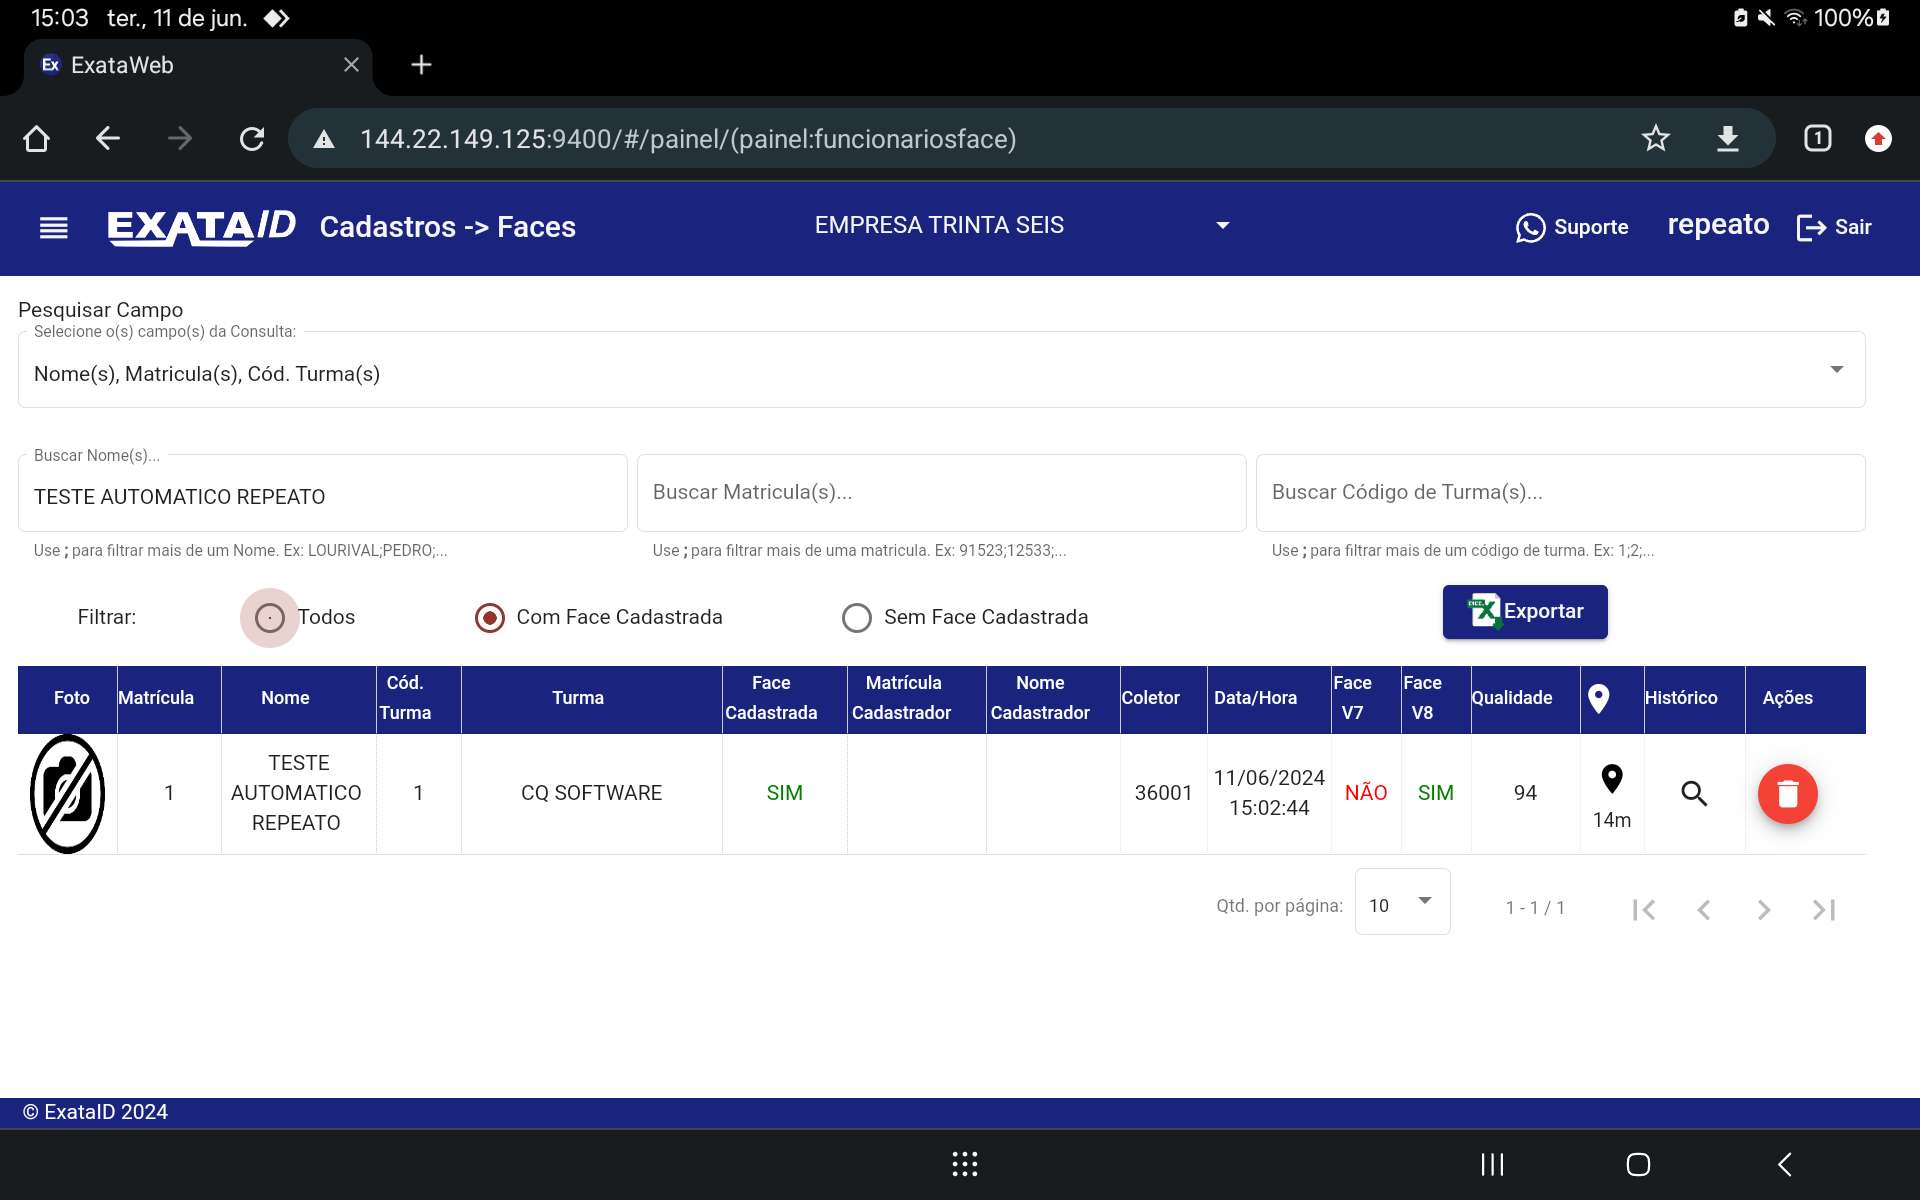 15:03 ter., 11 de jun.
100%
Ex ExataWeb
144.22.149.125:9400/#/painel/(painel:funcionariosface)
1
EXATA/ID Cadastros -> Faces EMPRESA TRINTA SEIS Suporte repeato Sair
Pesquisar Campo
Selecione o(s) campo(s) da Consulta:
Nome(s), Matricula(s), Cód. Turma(s)
Buscar Nome(s)...
TESTE AUTOMATICO REPEATO Buscar Matricula(s)... Buscar Código de Turma(s)...
Use ; para filtrar mais de um Nome. Ex: LOURIVAL;PEDRO;... Use ; para filtrar mais de uma matricula. Ex: 91523;12533;... Use ; para filtrar mais de um código de turma. Ex: 1;2;...
Filtrar: Todos Com Face Cadastrada Sem Face Cadastrada Exportar
Foto Matrícula Nome Cód. Turma Turma Face Cadastrada Matrícula Cadastrador Nome Cadastrador Coletor Data/Hora Face V7 Face V8 Qualidade Histórico Ações
1 TESTE AUTOMATICO REPEATO 1 CQ SOFTWARE SIM 36001 11/06/2024 15:02:44 NÃO SIM 94 14m
Qtd. por página: 10 1 - 1 / 1
© ExataID 2024